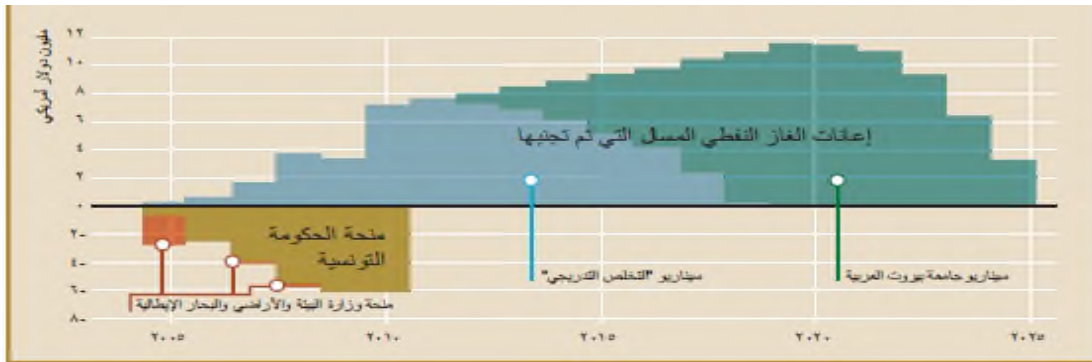 مليون دولار أمريكي
١٢
١٠
٨
٦
٤
٢
٠
٢-
٤-
٦-
٨-
إعانات الغاز النفطي المسال التي تم تجنبها
منحة الحكومة
التونسية
سيناريو "التخلص التدريجي"
سيناريو جامعة بيروت العربية
منحة وزارة البيئة والأراضي والبحار الإيطالية
٢٠٠٥
٢٠١٠
٢٠١٥
٢٠٢٠
٢٠٢٥